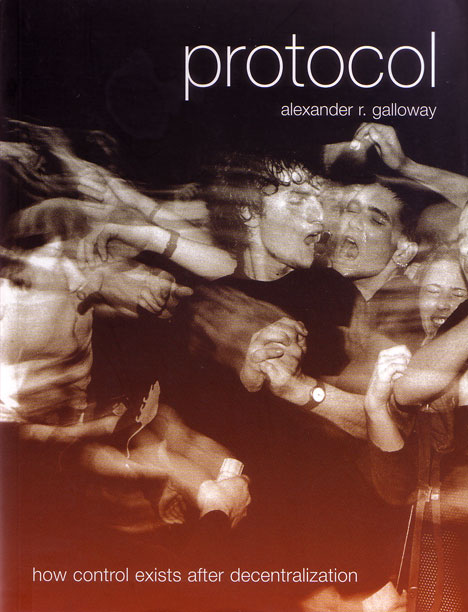 protocol
alexander r. galloway
how control exists after decentralization